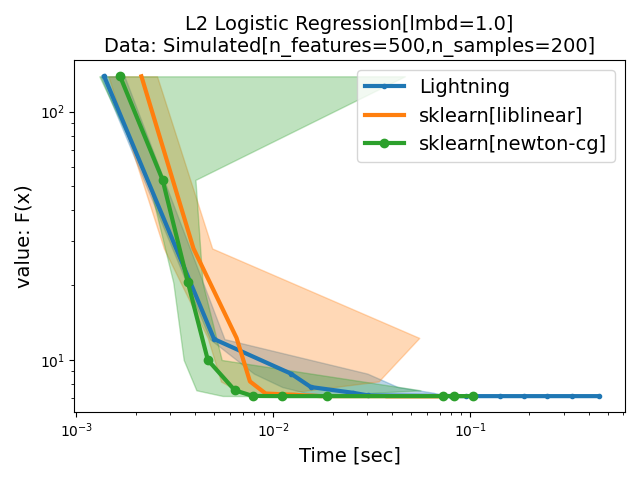 L2 Logistic Regression[lmbd=1.0]
Data: Simulated[n_features=500,n_samples=200]
value: F(x)
10²
10¹
Lightning
sklearn[liblinear]
sklearn[newton-cg]
10⁻³
10⁻²
10⁻¹
Time [sec]